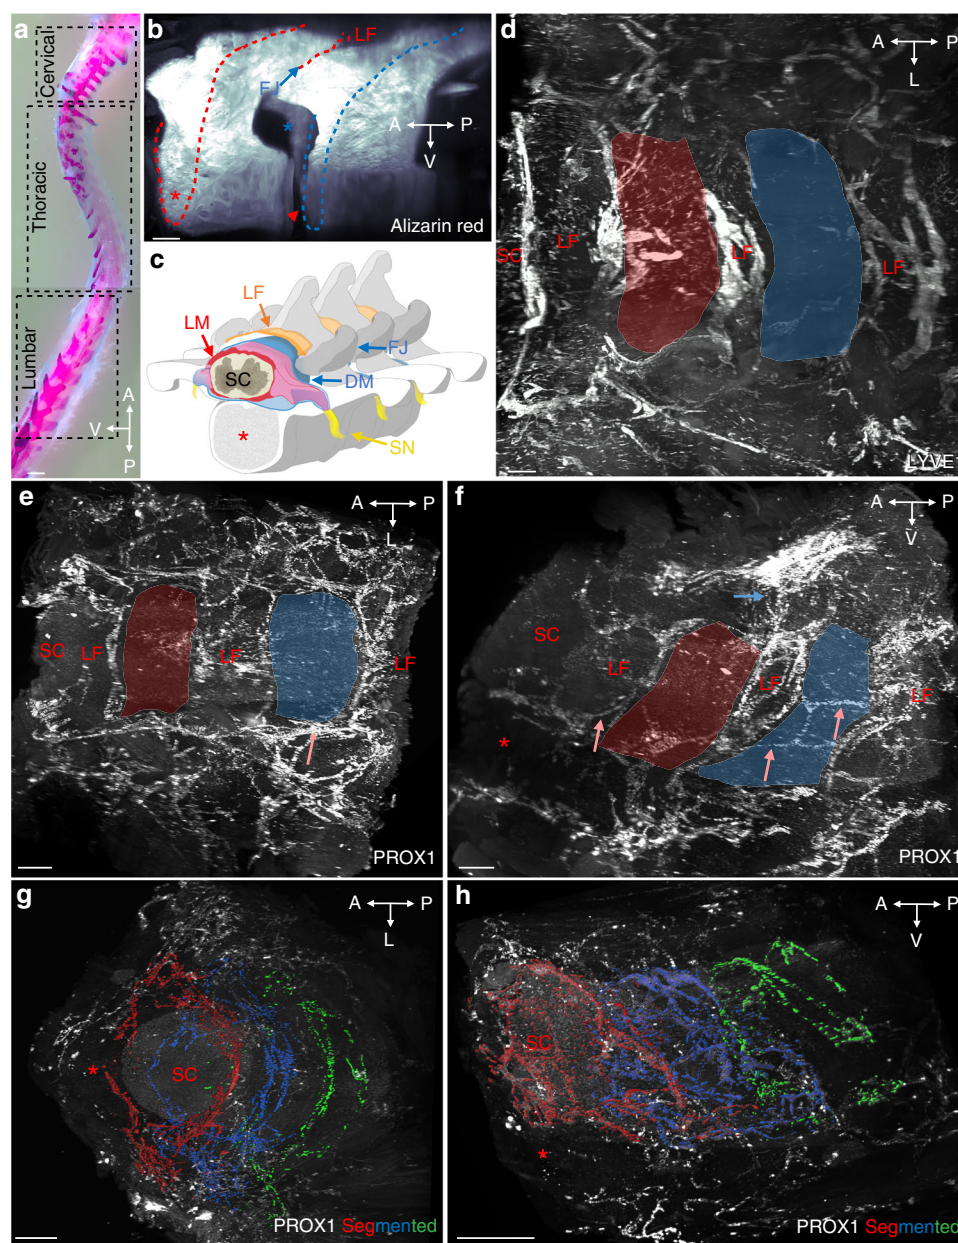 a
Cervical
Thoracic
Lumbar
A
V
P
b
LF
FJ
*
*
A P
V
Alizarin red
c
LF
LM
FJ
SC
DM
*
SN
d
A P
L
SC LF LF LF
LYVE1
e
A P
L
SC LF LF LF
PROX1
f
A P
V
SC
LF LF LF
*
PROX1
g
A P
L
*
SC
PROX1 Segmented
h
A P
V
SC
*
PROX1 Segmented